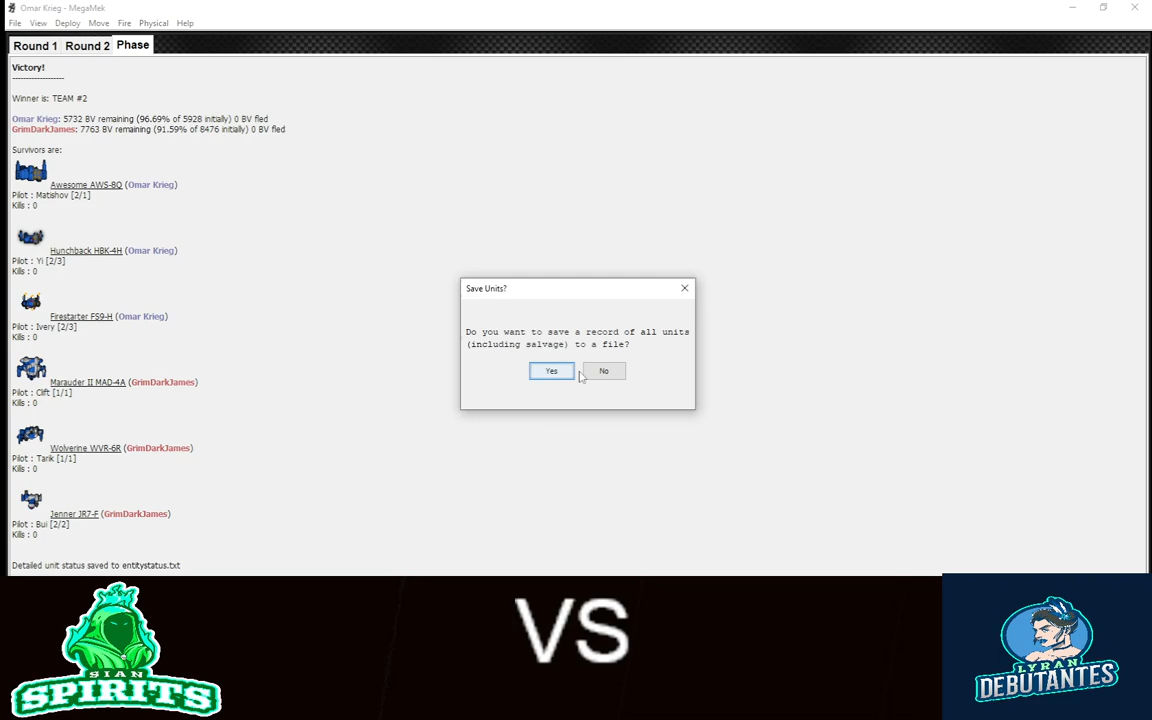 Omar Krieg - MegaMek
File View Deploy Move Fire Physical Help
Round 1 Round 2 Phase
Victory!
-------------------
Winner is: TEAM #2
Omar Krieg: 5732 BV remaining (96.69% of 5928 initially) 0 BV fled
GrimDarkJames: 7763 BV remaining (91.59% of 8476 initially) 0 BV fled
Survivors are:
Awesome AWS-8Q (Omar Krieg)
Pilot : Matishov [2/1]
Kills : 0
Hunchback HBK-4H (Omar Krieg)
Pilot : Yi [2/3]
Kills : 0
Firestarter FS9-H (Omar Krieg)
Pilot : Ivery [2/3]
Kills : 0
Marauder II MAD-4A (GrimDarkJames)
Pilot : Clift [1/1]
Kills : 0
Wolverine WVR-6R (GrimDarkJames)
Pilot : Tarik [1/1]
Kills : 0
Jenner JR7-F (GrimDarkJames)
Pilot : Bui [2/2]
Kills : 0
Detailed unit status saved to entitystatus.txt
Save Units?
Do you want to save a record of all units
(including salvage) to a file?
Yes No
SIAN
SPIRITS
VS
LYRAN
DEBUTANTES